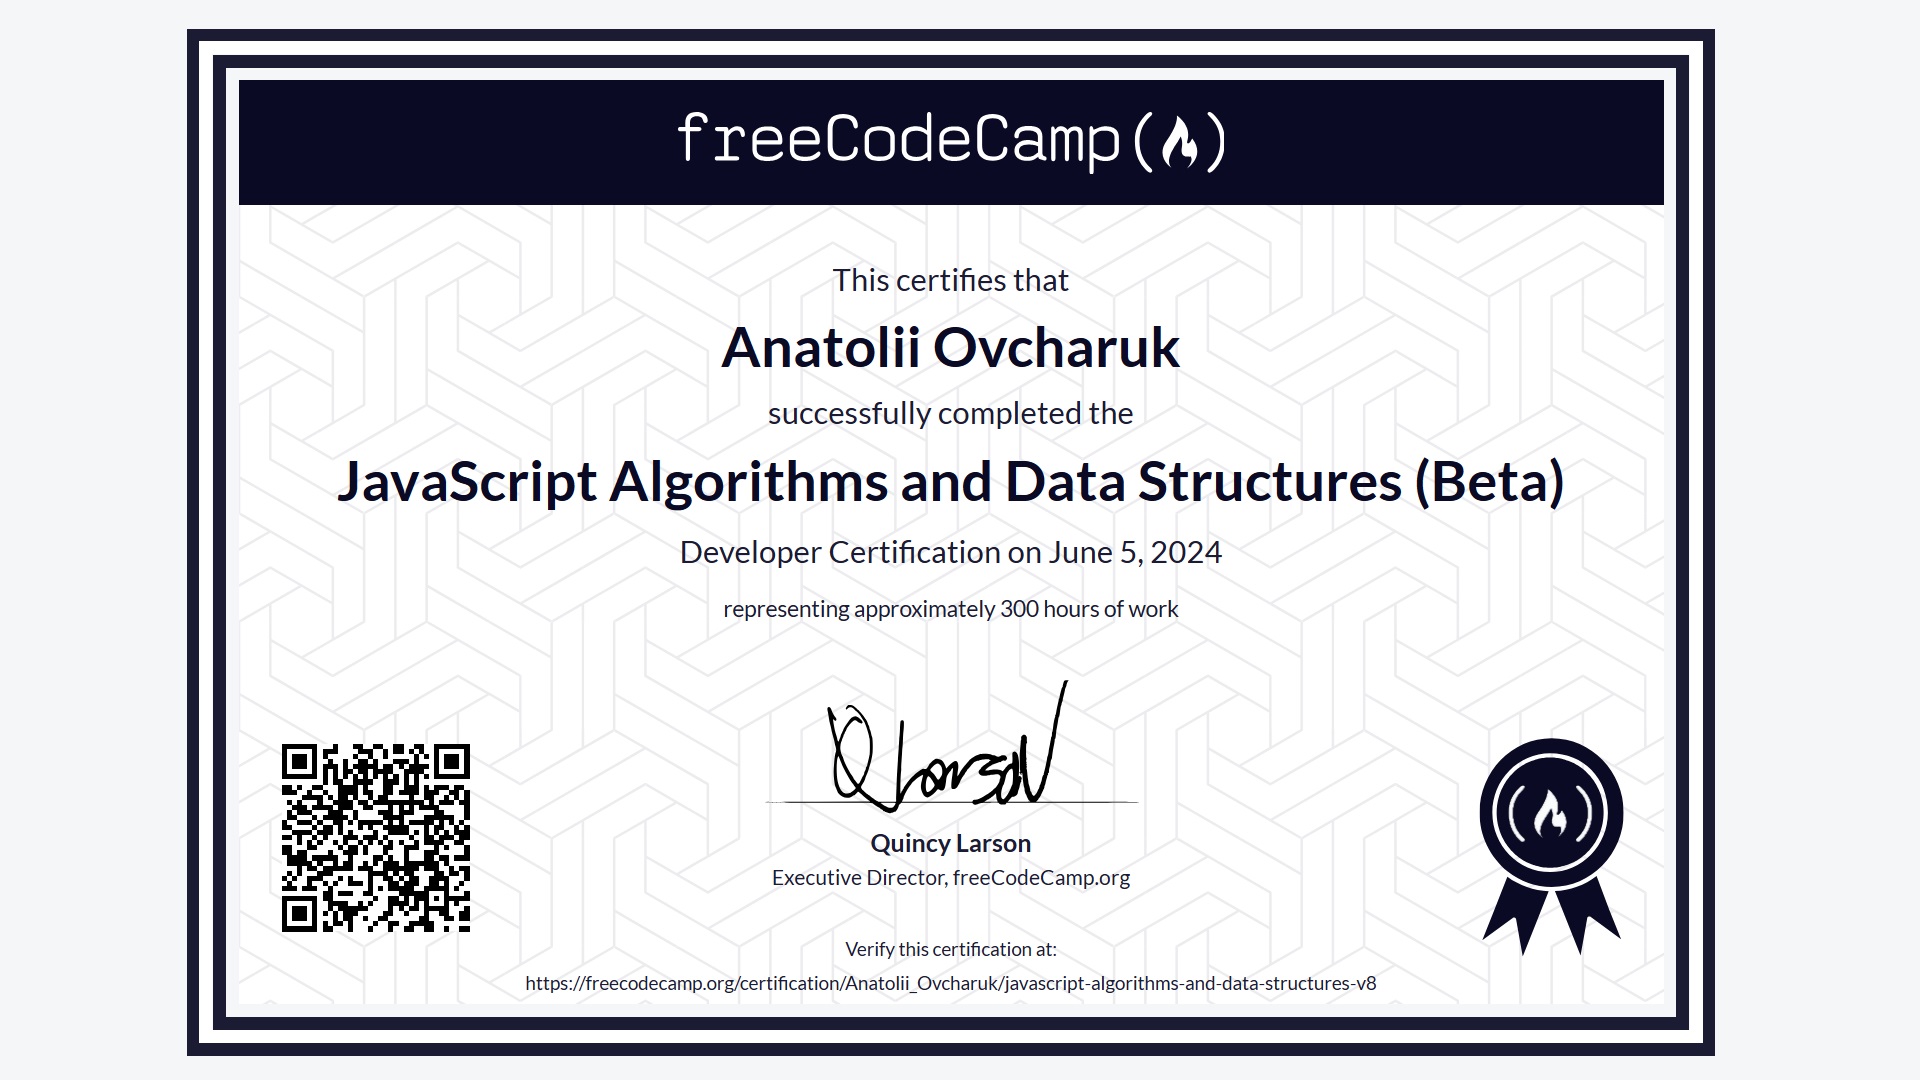 freeCodeCamp
This certifies that
Anatolii Ovcharuk
successfully completed the
JavaScript Algorithms and Data Structures (Beta)
Developer Certification on June 5, 2024
representing approximately 300 hours of work
Quincy Larson
Executive Director, freeCodeCamp.org
Verify this certification at:
https://freecodecamp.org/certification/Anatolii_Ovcharuk/javascript-algorithms-and-data-structures-v8